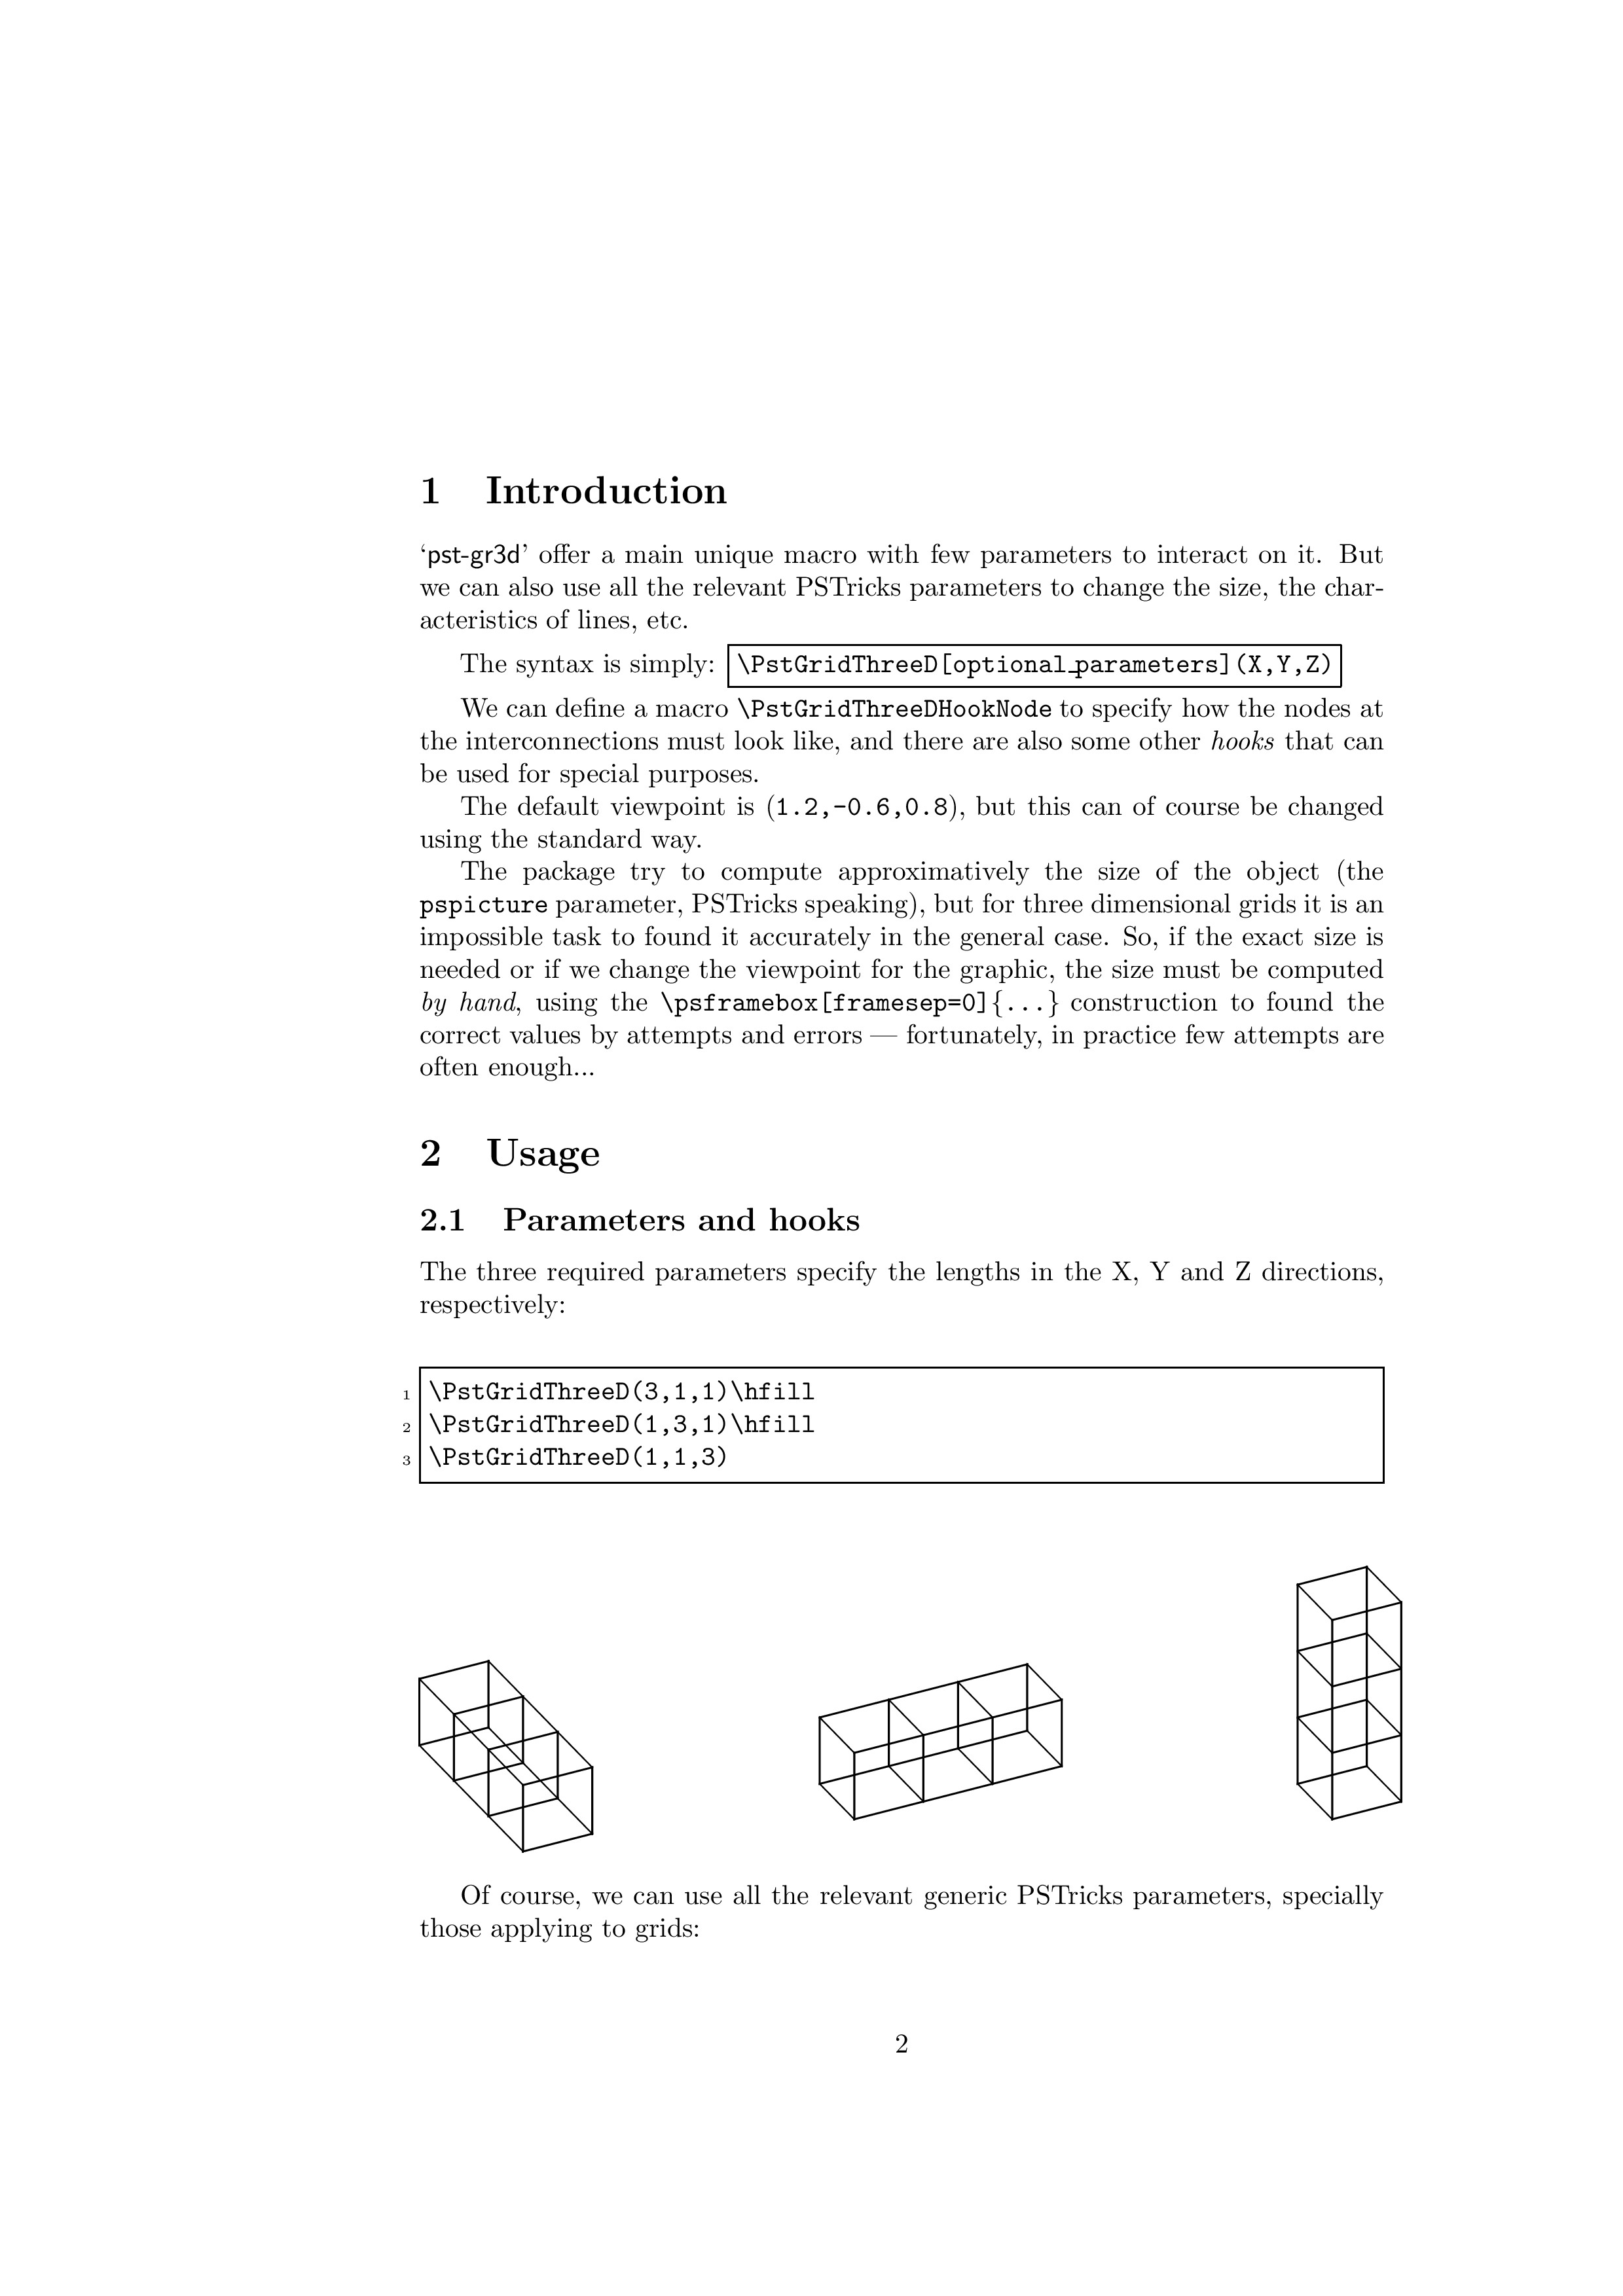 1 Introduction
‘pst-gr3d’ offer a main unique macro with few parameters to interact on it. But
we can also use all the relevant PSTricks parameters to change the size, the char-
acteristics of lines, etc.
The syntax is simply: \PstGridThreeD[optional_parameters](X,Y,Z)
We can define a macro \PstGridThreeDHookNode to specify how the nodes at
the interconnections must look like, and there are also some other hooks that can
be used for special purposes.
The default viewpoint is (1.2,-0.6,0.8), but this can of course be changed
using the standard way.
The package try to compute approximatively the size of the object (the
pspicture parameter, PSTricks speaking), but for three dimensional grids it is an
impossible task to found it accurately in the general case. So, if the exact size is
needed or if we change the viewpoint for the graphic, the size must be computed
by hand, using the \psframebox[framesep=0]{...} construction to found the
correct values by attempts and errors — fortunately, in practice few attempts are
often enough...
2 Usage
2.1 Parameters and hooks
The three required parameters specify the lengths in the X, Y and Z directions,
respectively:
1 \PstGridThreeD(3,1,1)\hfill
2 \PstGridThreeD(1,3,1)\hfill
3 \PstGridThreeD(1,1,3)
Of course, we can use all the relevant generic PSTricks parameters, specially
those applying to grids:
2